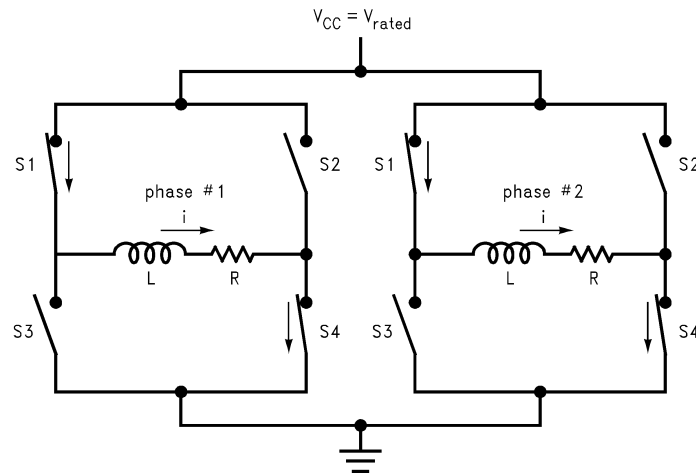 V_CC = V_rated
S1
S2
S1
S2
phase #1
phase #2
i
i
L
R
L
R
S3
S4
S3
S4